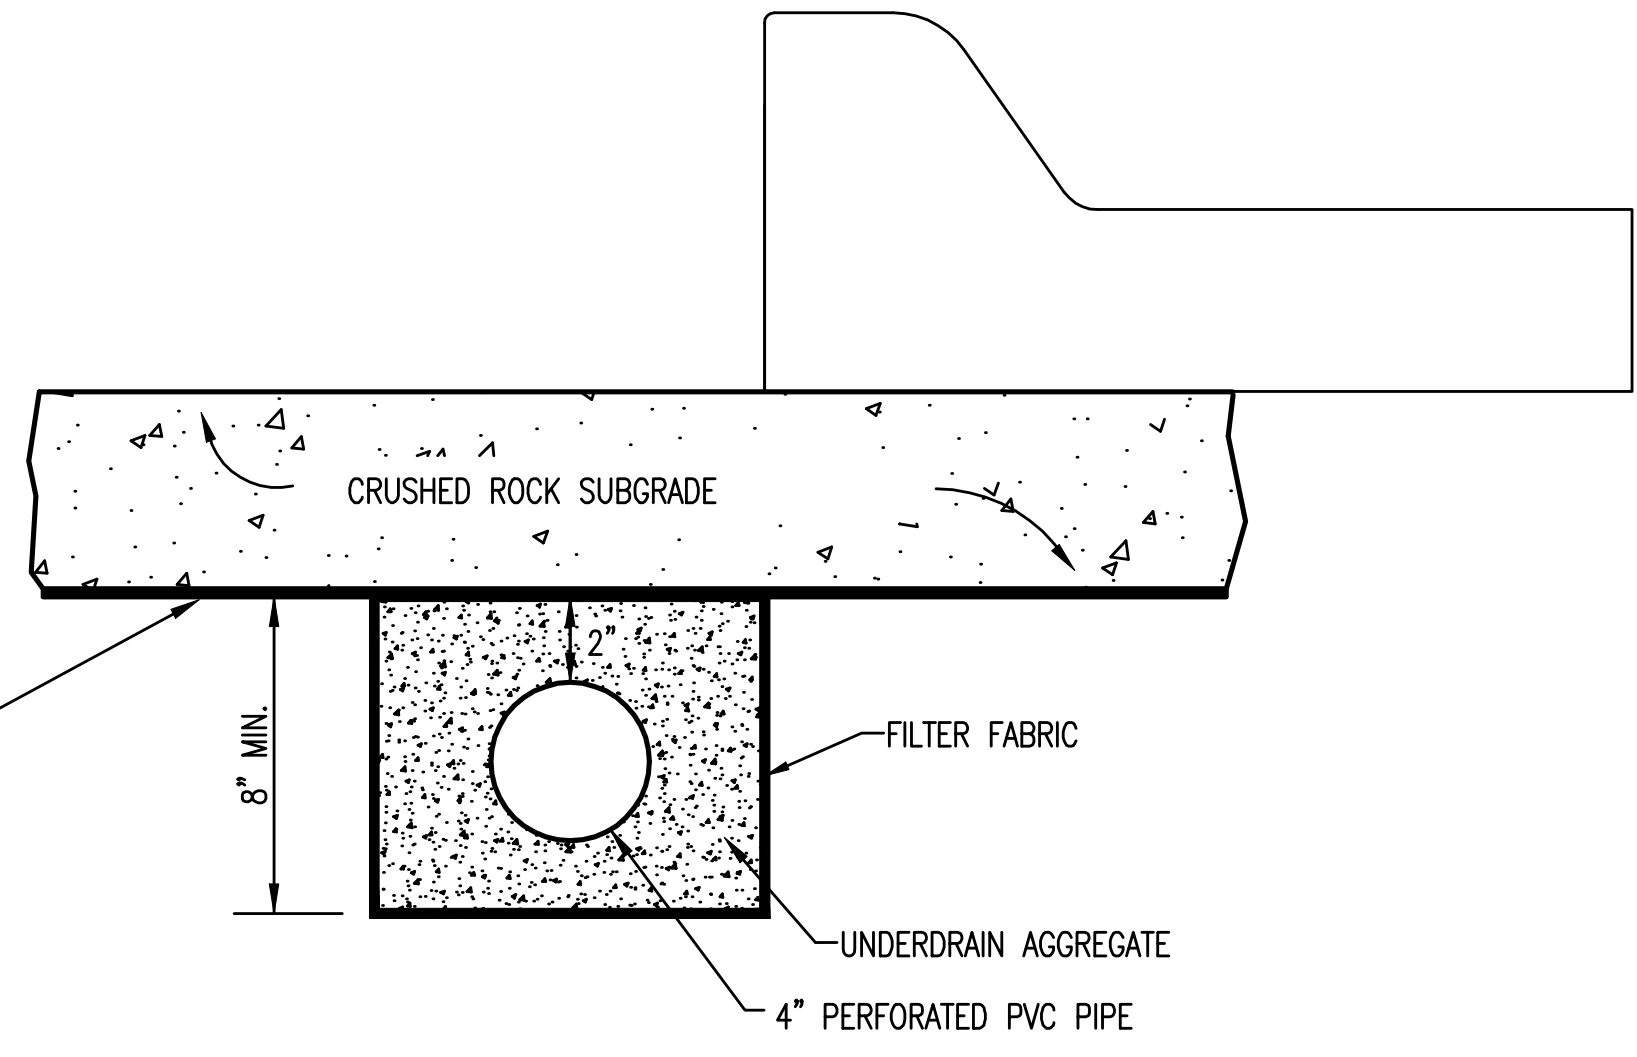 CRUSHED ROCK SUBGRADE
2"
8" MIN.
FILTER FABRIC
UNDERDRAIN AGGREGATE
4" PERFORATED PVC PIPE